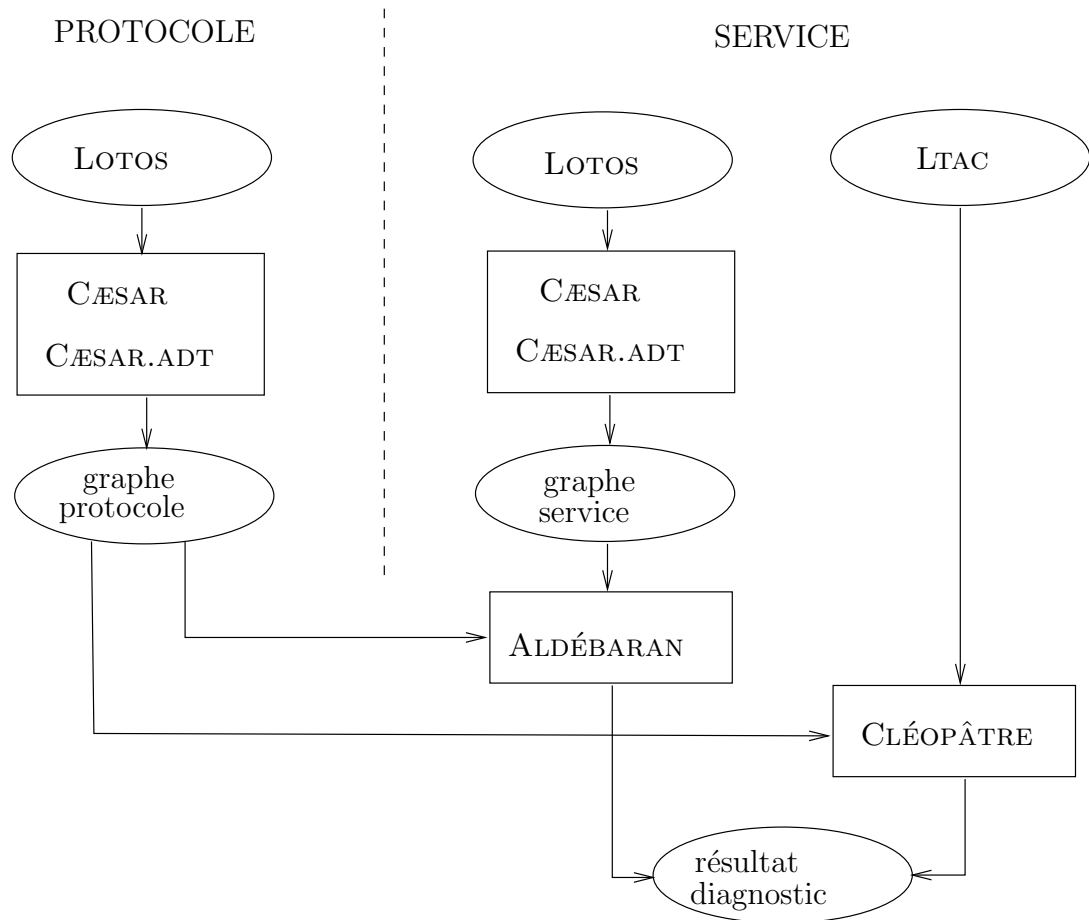 PROTOCOLE
SERVICE
LOTOS
LOTOS
LTAC
CÆSAR
CÆSAR.ADT
CÆSAR
CÆSAR.ADT
graphe
protocole
graphe
service
ALDÉBARAN
CLÉOPÂTRE
résultat
diagnostic